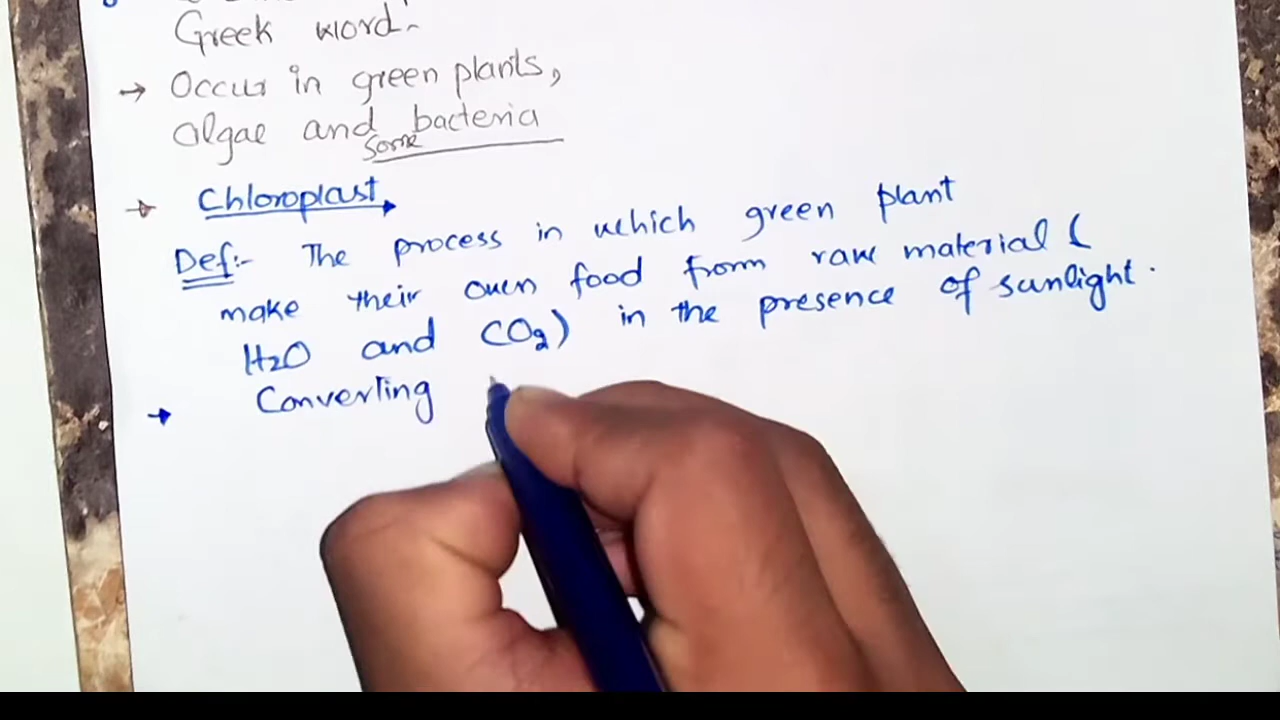 Greek word.
→ Occur in green plants,
algae and some bacteria
→ Chloroplast
Def:- The process in which green plant
make their own food from raw material (
H₂O and CO₂) in the presence of sunlight.
→ Converting